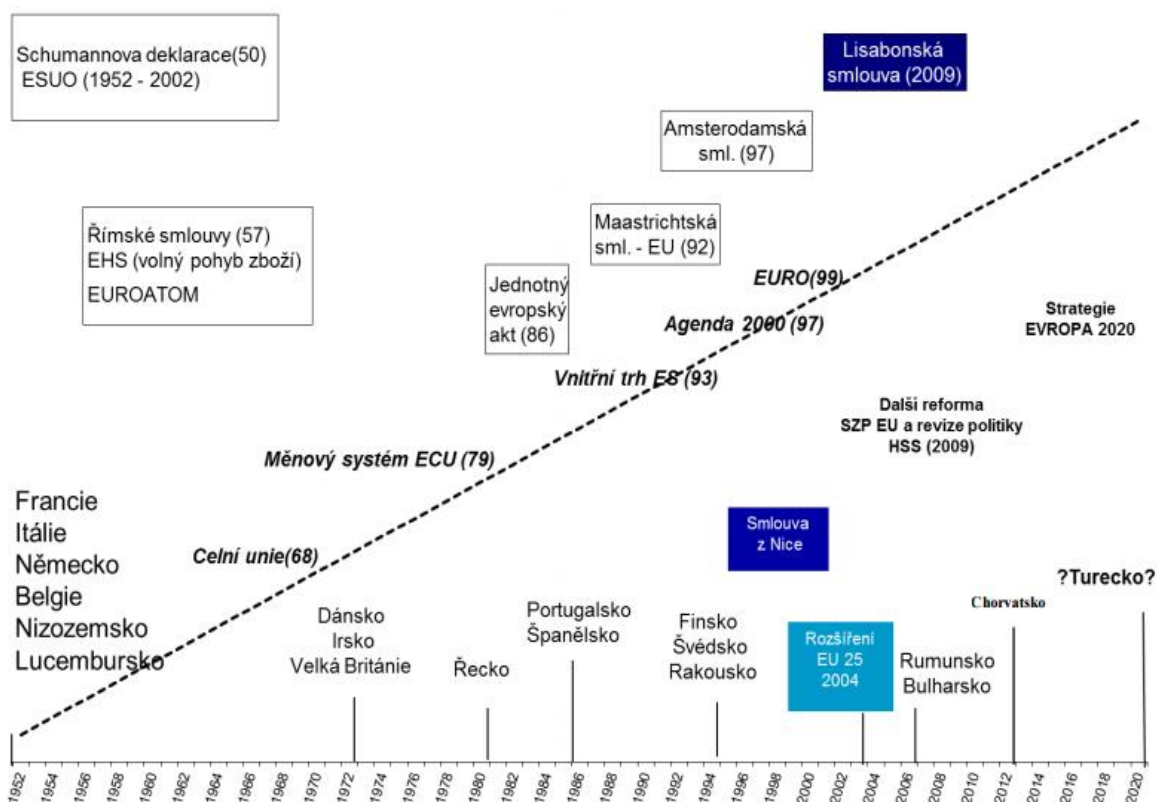 Schumannova deklarace(50)
ESUO (1952 - 2002)
Lisabonská
smlouva (2009)
Amsterodamská
sml. (97)
Římské smlouvy (57)
EHS (volný pohyb zboží)
EUROATOM
Maastrichtská
sml. - EU (92)
Jednotný
evropský
akt (86)
EURO(99)
Agenda 2000 (97)
Strategie
EVROPA 2020
Vnitřní trh ES (93)
Další reforma
SZP EU a revize politiky
HSS (2009)
Měnový systém ECU (79)
Francie
Itálie
Německo
Belgie
Nizozemsko
Lucembursko
Celní unie(68)
Smlouva
z Nice
?Turecko?
Chorvatsko
Dánsko
Irsko
Velká Británie
Řecko
Portugalsko
Španělsko
Finsko
Švédsko
Rakousko
Rozšíření
EU 25
2004
Rumunsko
Bulharsko
1952 1954 1956 1958 1960 1962 1964 1966 1968 1970 1972 1974 1976 1978 1980 1982 1984 1986 1988 1990 1992 1994 1996 1998 2000 2002 2004 2006 2008 2010 2012 2014 2016 2018 2020